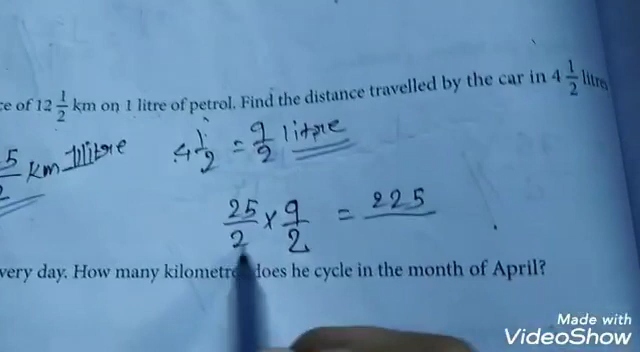 ce of 12 1/2 km on 1 litre of petrol. Find the distance travelled by the car in 4 1/2 litres
5/2 km 1litre 4 1/2 = 9/2 litre
25/2 × 9/2 = 225
very day. How many kilometre does he cycle in the month of April?
Made with
VideoShow